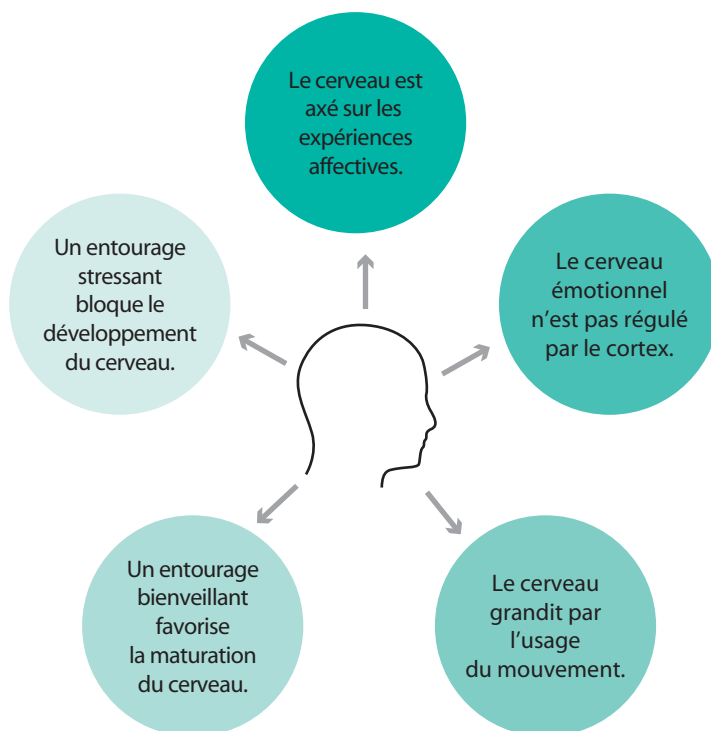 Le cerveau est
axé sur les
expériences
affectives.
Un entourage
stressant
bloque le
développement
du cerveau.
Le cerveau
émotionnel
n’est pas régulé
par le cortex.
Un entourage
bienveillant
favorise
la maturation
du cerveau.
Le cerveau
grandit par
l’usage
du mouvement.